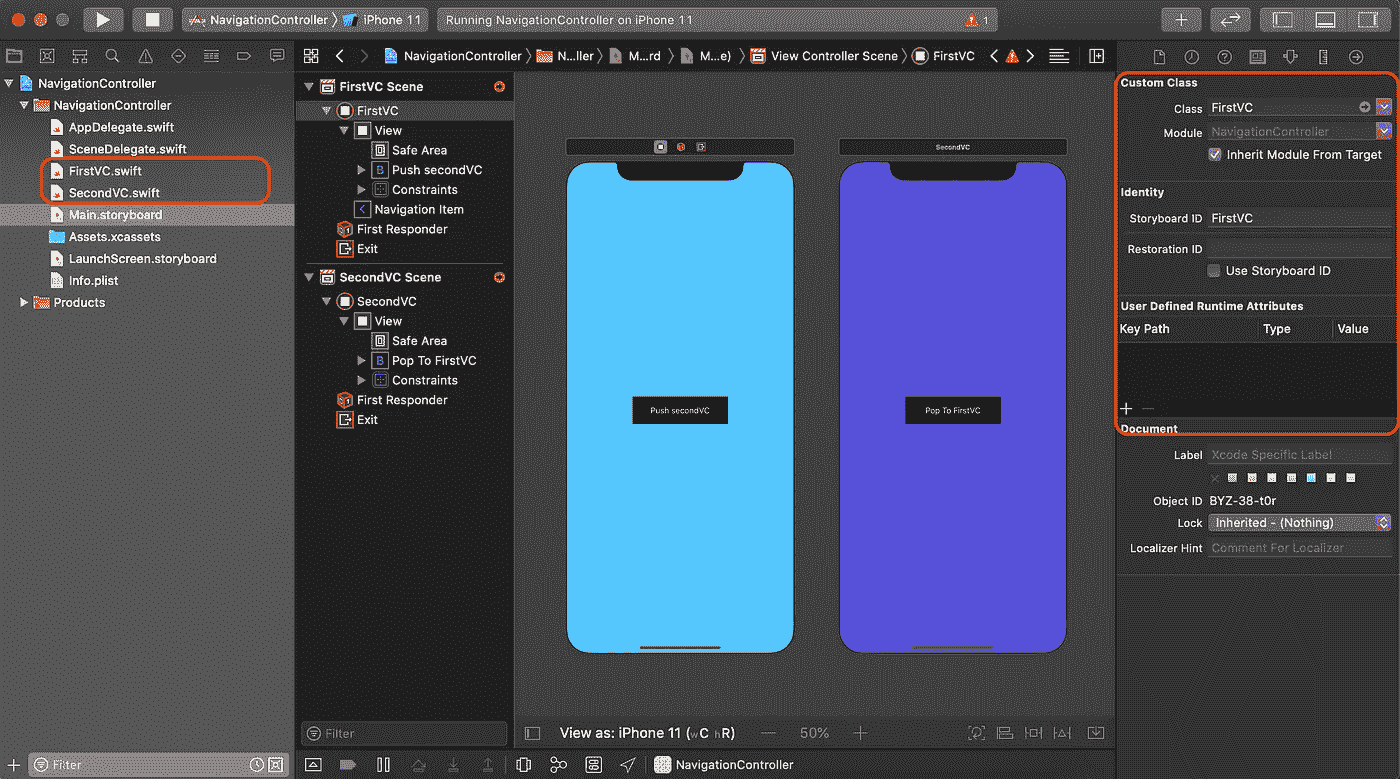 NavigationController 〉 iPhone 11
Running NavigationController on iPhone 11
1
NavigationController
NavigationController
AppDelegate.swift
SceneDelegate.swift
FirstVC.swift
SecondVC.swift
Main.storyboard
Assets.xcassets
LaunchScreen.storyboard
Info.plist
Products
Filter
NavigationController 〉 N...ller 〉 M...rd 〉 M...e) 〉 View Controller Scene 〉 FirstVC
FirstVC Scene
FirstVC
View
Safe Area
B Push secondVC
Constraints
Navigation Item
First Responder
Exit
SecondVC Scene
SecondVC
View
Safe Area
B Pop To FirstVC
Constraints
First Responder
Exit
Filter
SecondVC
Push secondVC
Pop To FirstVC
View as: iPhone 11 (wC hR)
50%
NavigationController
Custom Class
Class FirstVC
Module NavigationController
Inherit Module From Target
Identity
Storyboard ID FirstVC
Restoration ID
Use Storyboard ID
User Defined Runtime Attributes
Key Path Type Value
Document
Label Xcode Specific Label
Object ID BYZ-38-t0r
Lock Inherited - (Nothing)
Localizer Hint Comment For Localizer